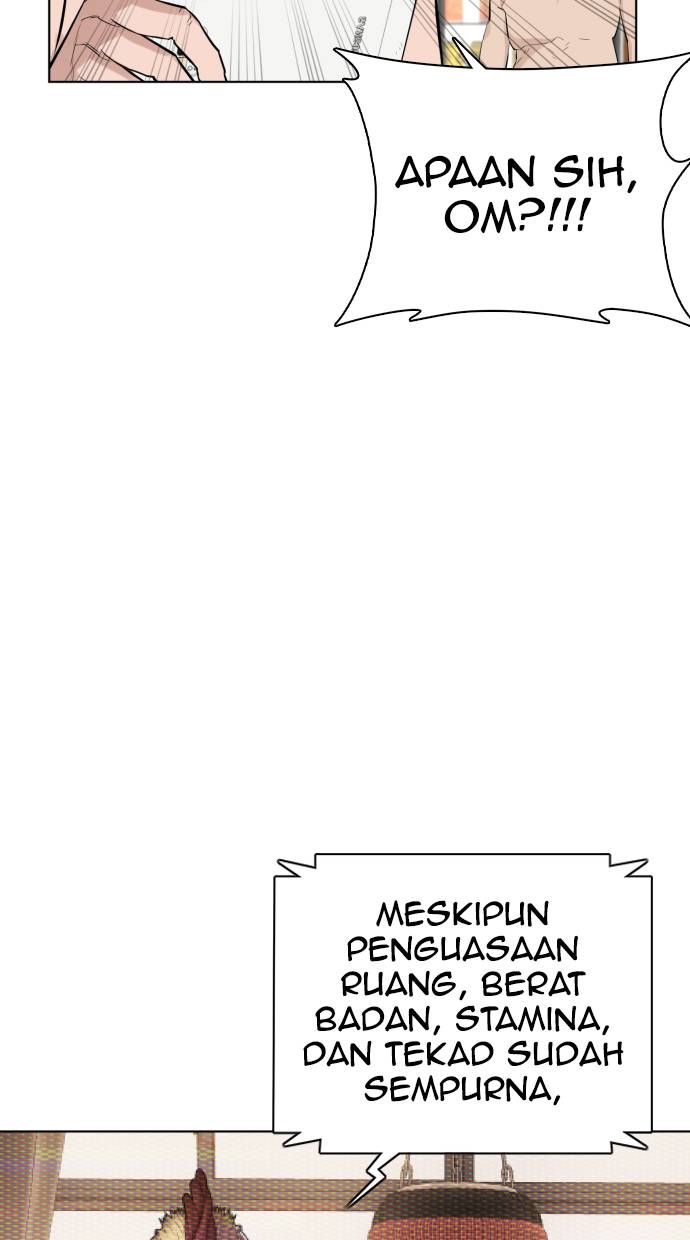 APAAN SIH,
OM?!!!
MESKIPUN
PENGUASAAN
RUANG, BERAT
BADAN, STAMINA,
DAN TEKAD SUDAH
SEMPURNA,